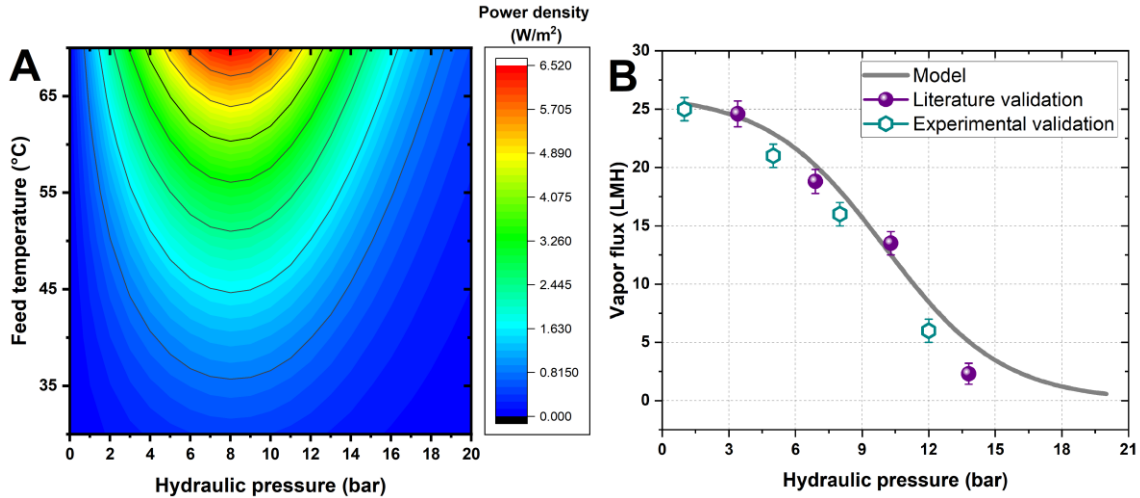 A
Feed temperature (°C)
65
55
45
35
0 2 4 6 8 10 12 14 16 18 20
Hydraulic pressure (bar)
Power density
(W/m²)
6.520
5.705
4.890
4.075
3.260
2.445
1.630
0.8150
0.000
B
Vapor flux (LMH)
30
25
20
15
10
5
0
0 3 6 9 12 15 18 21
Hydraulic pressure (bar)
Model
Literature validation
Experimental validation